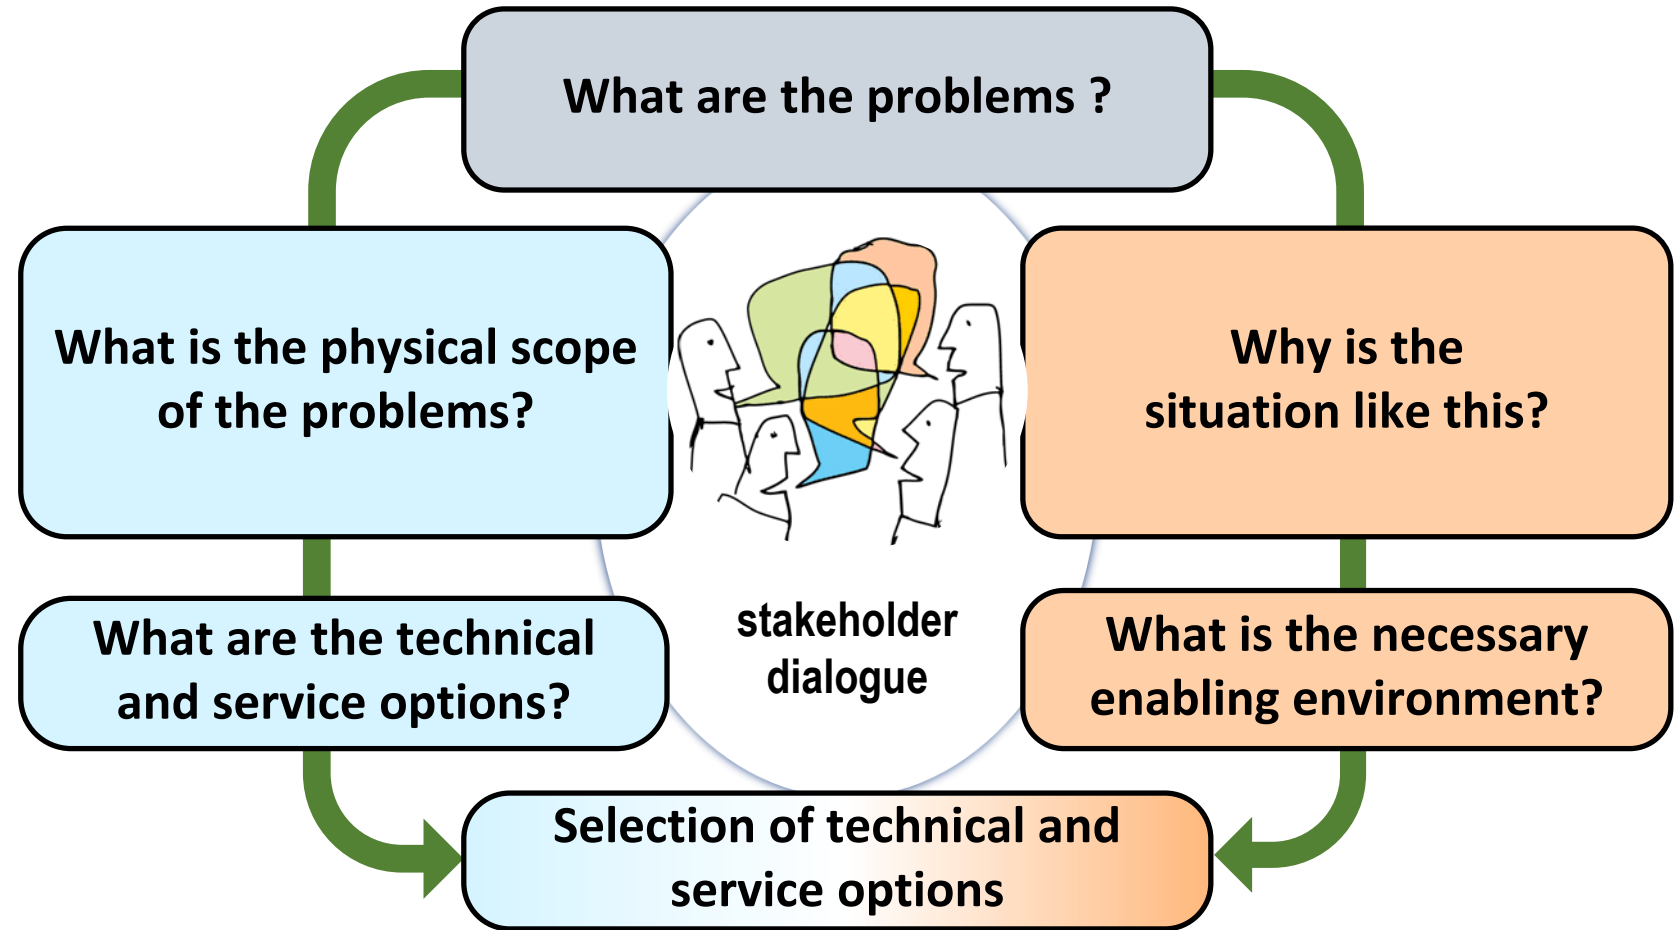 What are the problems ?
What is the physical scope
of the problems?
Why is the
situation like this?
What are the technical
and service options?
stakeholder
dialogue
What is the necessary
enabling environment?
Selection of technical and
service options